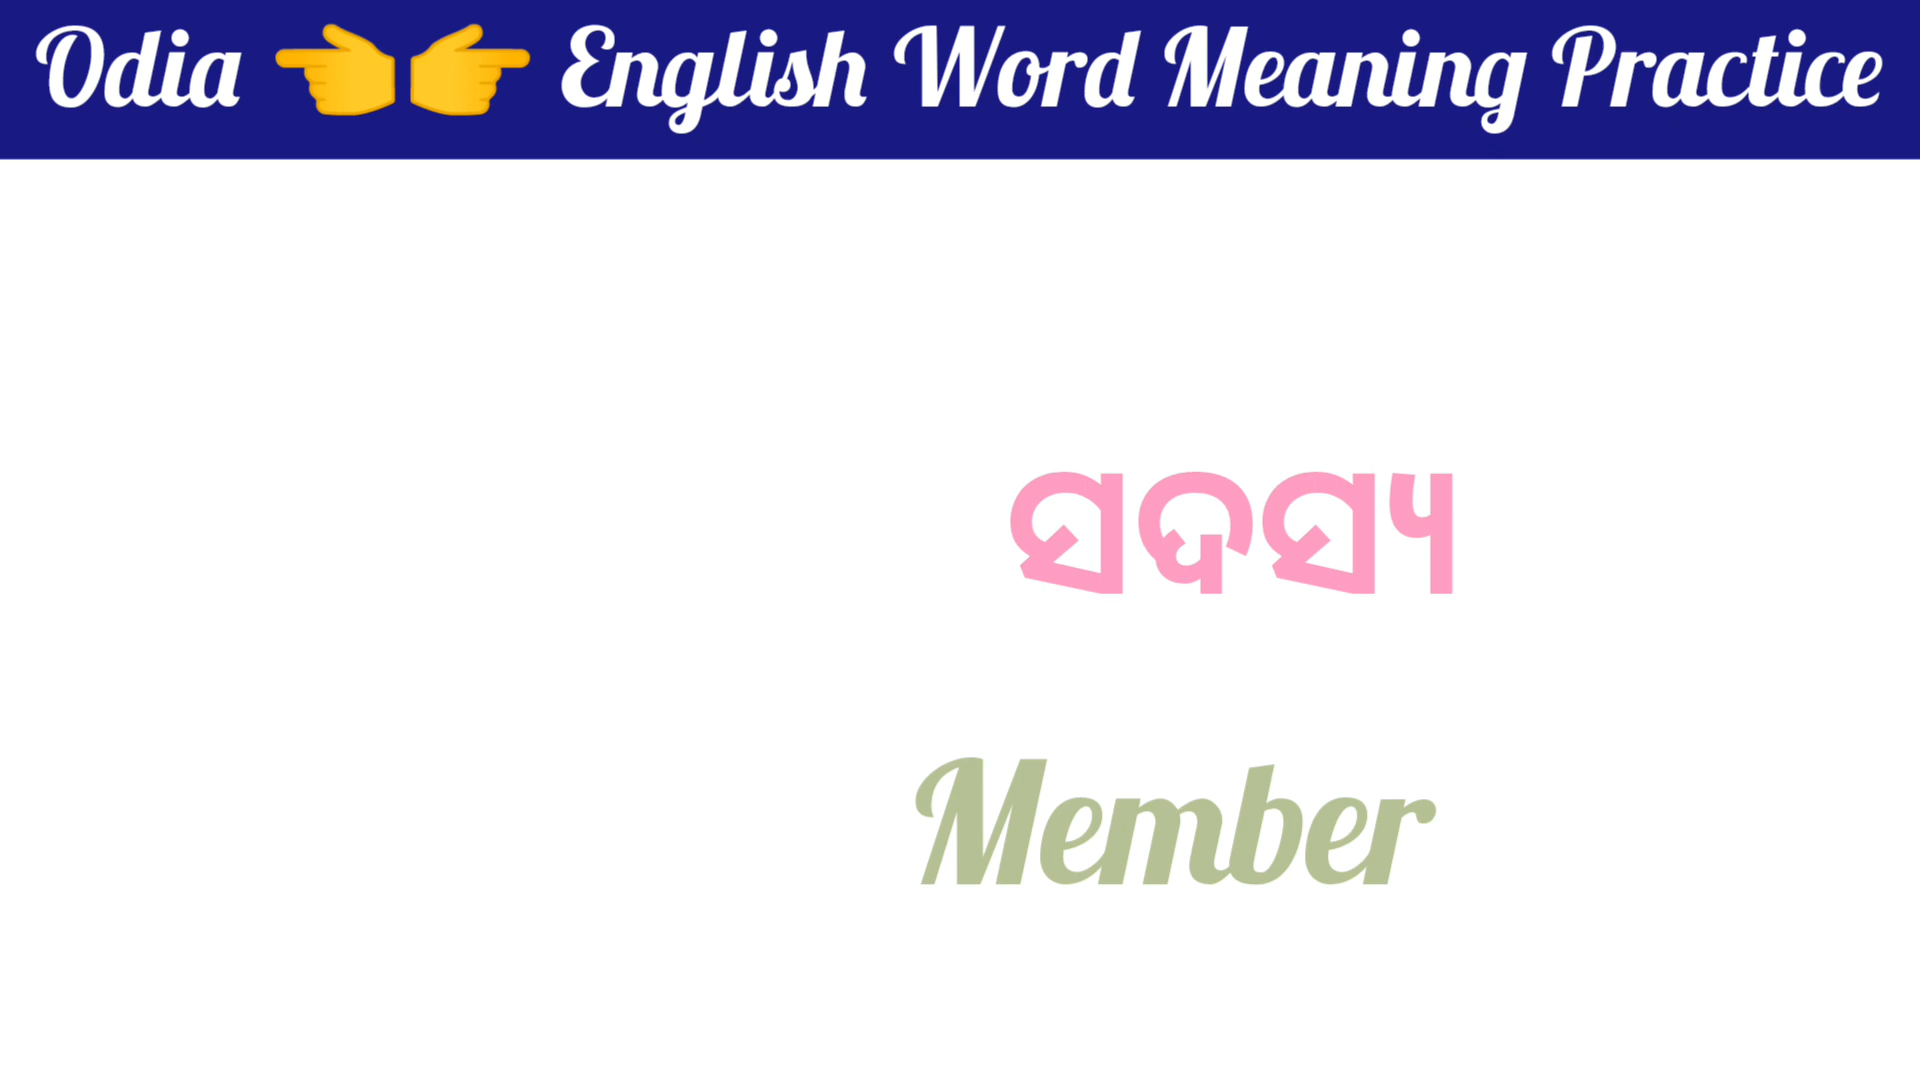 Odia 👈👉 English Word Meaning Practice
ସଦସ୍ୟ
Member